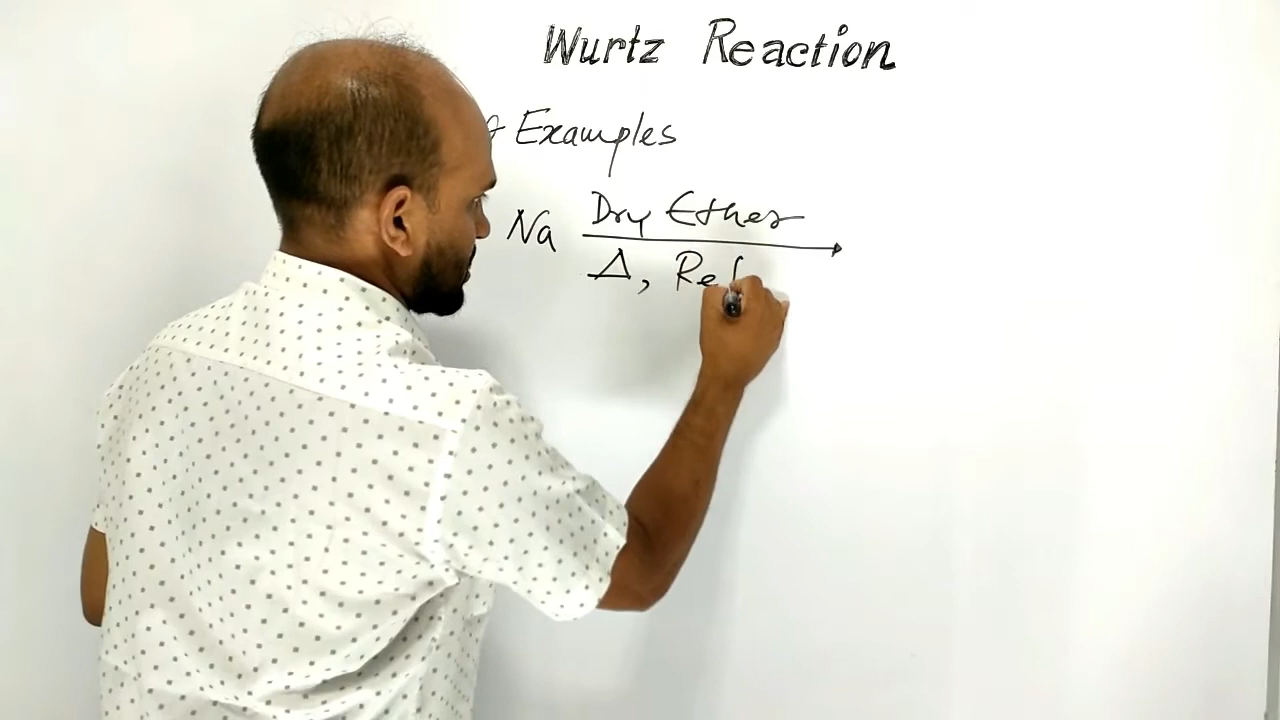 Wurtz Reaction
Examples
Na Dry Ether
Δ, Ref